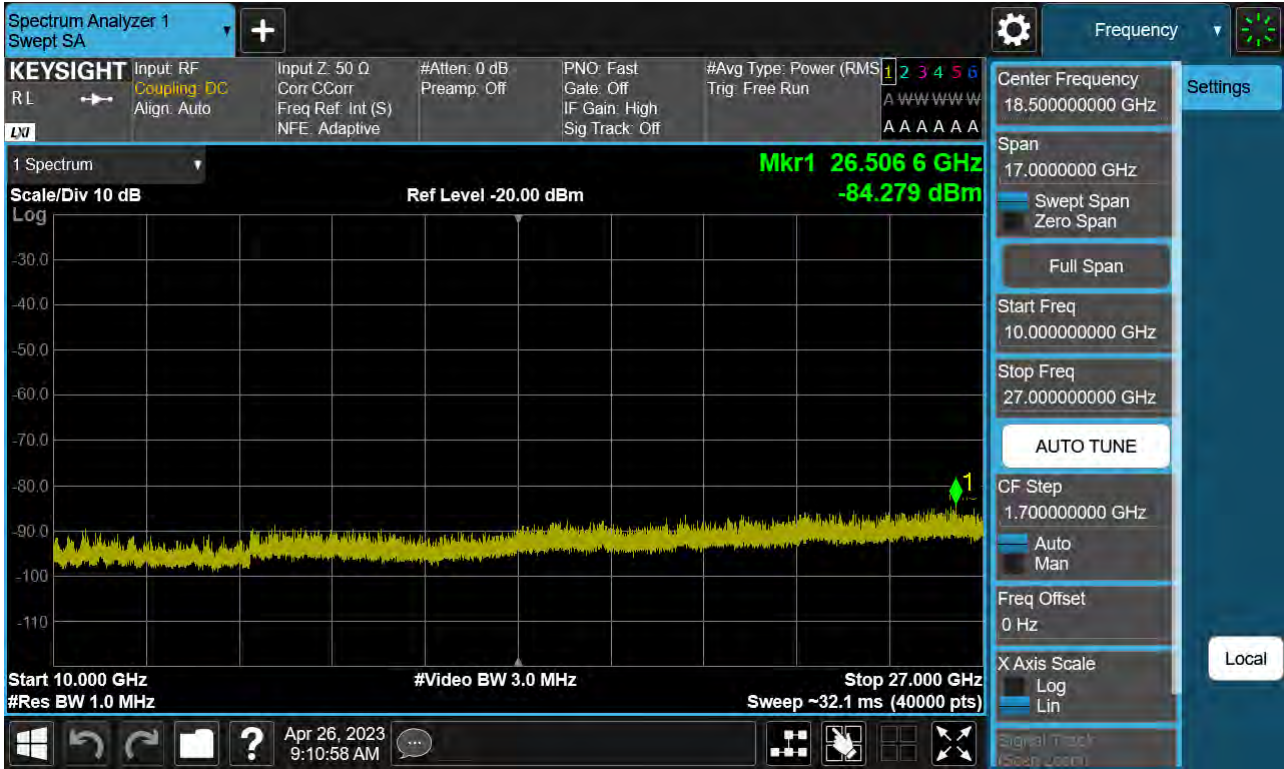 Spectrum Analyzer 1
Swept SA
Frequency
KEYSIGHT
R L
LXI
Input: RF
Coupling: DC
Align: Auto
Input Z: 50 Ω
Corr CCorr
Freq Ref: Int (S)
NFE: Adaptive
#Atten: 0 dB
Preamp: Off
PNO: Fast
Gate: Off
IF Gain: High
Sig Track: Off
#Avg Type: Power (RMS
Trig: Free Run
1 2 3 4 5 6
A W W W W W
A A A A A A
1 Spectrum
Mkr1 26.506 6 GHz
Scale/Div 10 dB
Ref Level -20.00 dBm
-84.279 dBm
Log
-30.0
-40.0
-50.0
-60.0
-70.0
-80.0
1
-90.0
-100
-110
Start 10.000 GHz
#Video BW 3.0 MHz
Stop 27.000 GHz
#Res BW 1.0 MHz
Sweep ~32.1 ms (40000 pts)
Center Frequency
18.500000000 GHz
Settings
Span
17.0000000 GHz
Swept Span
Zero Span
Full Span
Start Freq
10.000000000 GHz
Stop Freq
27.000000000 GHz
AUTO TUNE
CF Step
1.700000000 GHz
Auto
Man
Freq Offset
0 Hz
X Axis Scale
Log
Lin
Local
Signal Track
(Span Zoom)
?
Apr 26, 2023
9:10:58 AM